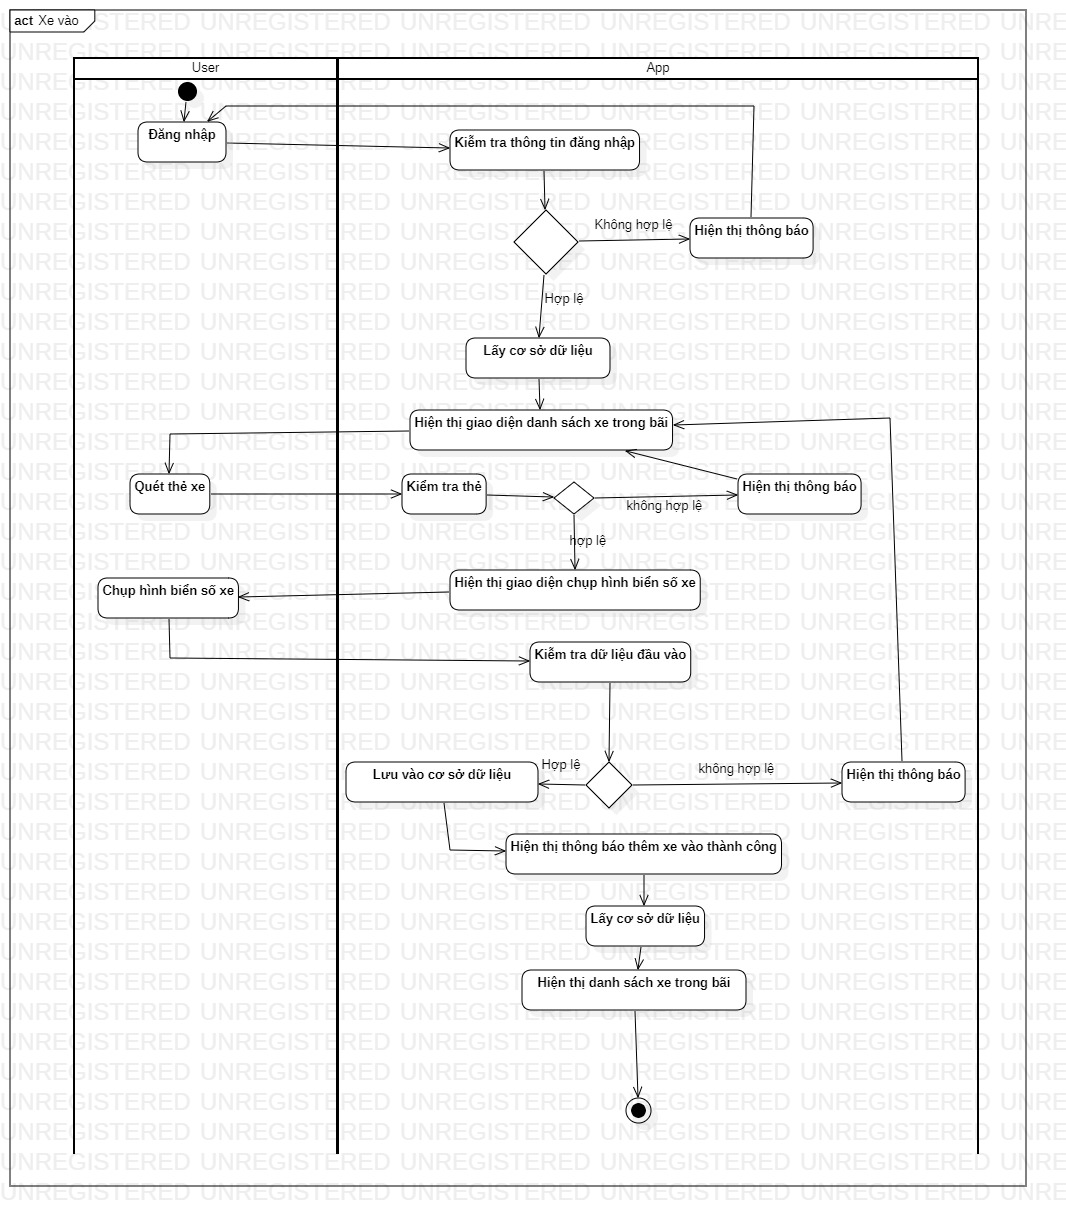 act Xe vào
User
App
Đăng nhập
Kiễm tra thông tin đăng nhập
Không hợp lệ
Hiện thị thông báo
Hợp lệ
Lấy cơ sở dữ liệu
Hiện thị giao diện danh sách xe trong bãi
Quét thẻ xe
Kiểm tra thẻ
Hiện thị thông báo
không hợp lệ
hợp lệ
Hiện thị giao diện chụp hình biển số xe
Chụp hình biển số xe
Kiễm tra dữ liệu đầu vào
Hợp lệ
không hợp lệ
Lưu vào cơ sở dữ liệu
Hiện thị thông báo
Hiện thị thông báo thêm xe vào thành công
Lấy cơ sở dữ liệu
Hiện thị danh sách xe trong bãi
UNREGISTERED